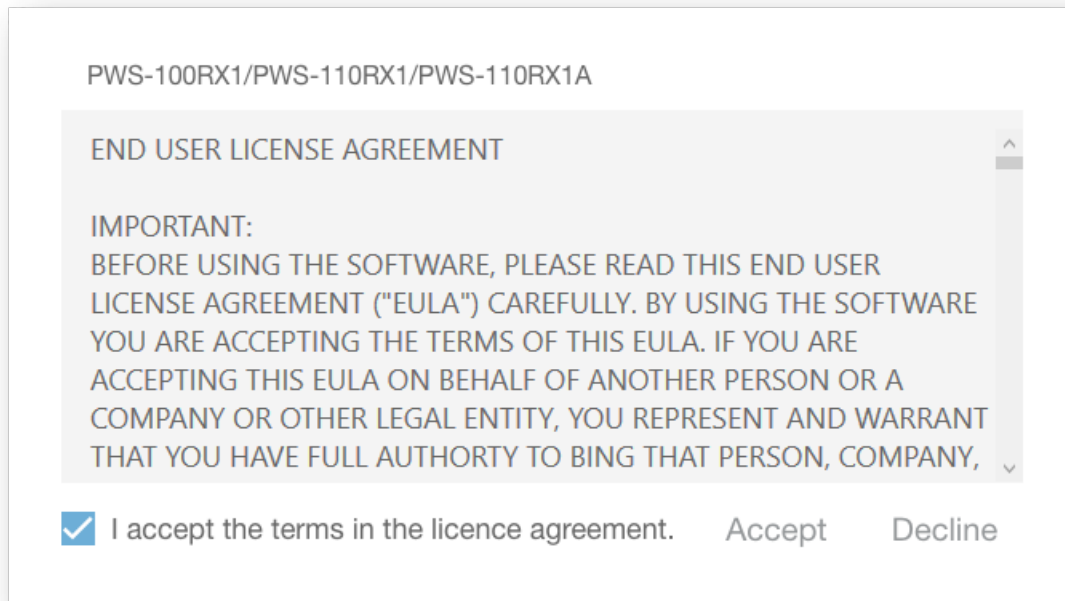 PWS-100RX1/PWS-110RX1/PWS-110RX1A
END USER LICENSE AGREEMENT
IMPORTANT:
BEFORE USING THE SOFTWARE, PLEASE READ THIS END USER
LICENSE AGREEMENT ("EULA") CAREFULLY. BY USING THE SOFTWARE
YOU ARE ACCEPTING THE TERMS OF THIS EULA. IF YOU ARE
ACCEPTING THIS EULA ON BEHALF OF ANOTHER PERSON OR A
COMPANY OR OTHER LEGAL ENTITY, YOU REPRESENT AND WARRANT
THAT YOU HAVE FULL AUTHORTY TO BING THAT PERSON, COMPANY,
I accept the terms in the licence agreement. Accept Decline